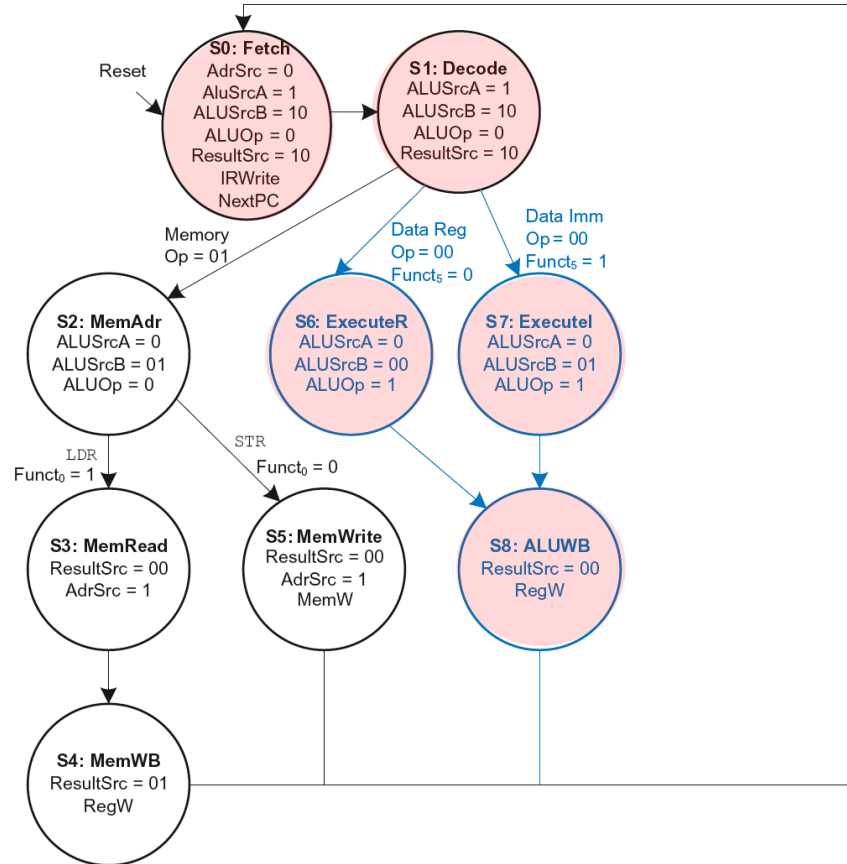 S0: Fetch
AdrSrc = 0
AluSrcA = 1
ALUSrcB = 10
ALUOp = 0
ResultSrc = 10
IRWrite
NextPC
Reset
S1: Decode
ALUSrcA = 1
ALUSrcB = 10
ALUOp = 0
ResultSrc = 10
Memory
Op = 01
Data Reg
Op = 00
Funct₅ = 0
Data Imm
Op = 00
Funct₅ = 1
S2: MemAdr
ALUSrcA = 0
ALUSrcB = 01
ALUOp = 0
S6: ExecuteR
ALUSrcA = 0
ALUSrcB = 00
ALUOp = 1
S7: ExecuteI
ALUSrcA = 0
ALUSrcB = 01
ALUOp = 1
LDR
Funct₀ = 1
STR
Funct₀ = 0
S3: MemRead
ResultSrc = 00
AdrSrc = 1
S5: MemWrite
ResultSrc = 00
AdrSrc = 1
MemW
S8: ALUWB
ResultSrc = 00
RegW
S4: MemWB
ResultSrc = 01
RegW